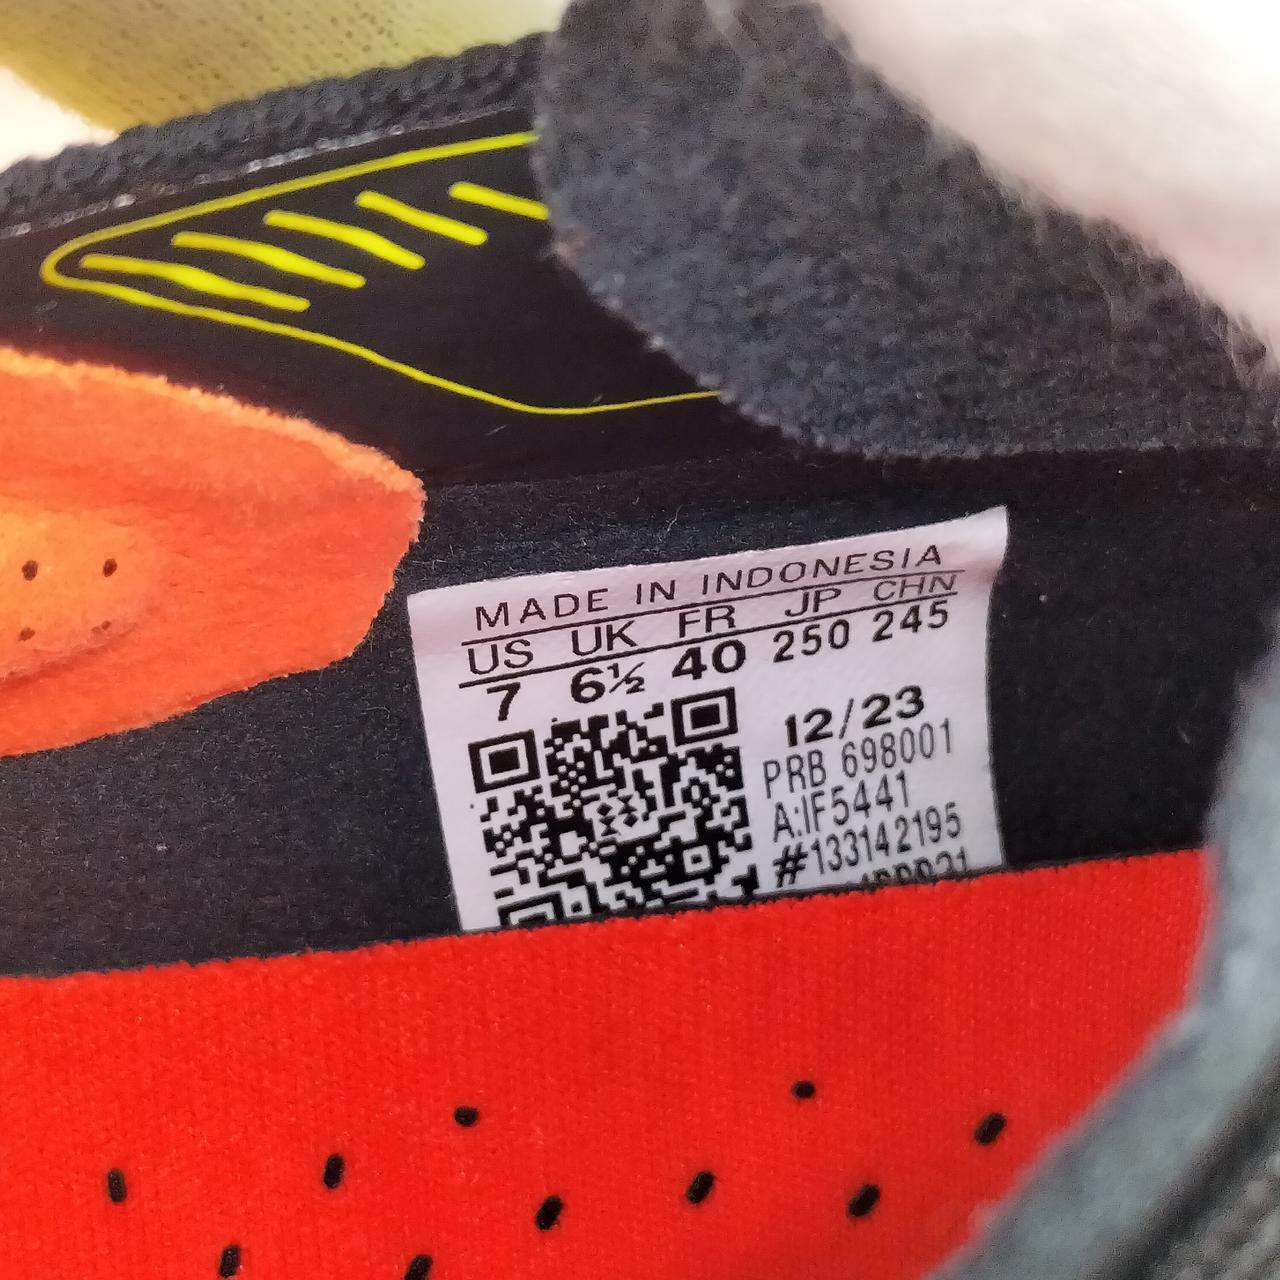 MADE IN INDONESIA
US UK FR JP CHN
7 6½ 40 250 245
12/23
PRB 698001
A:IF5441
#133142195